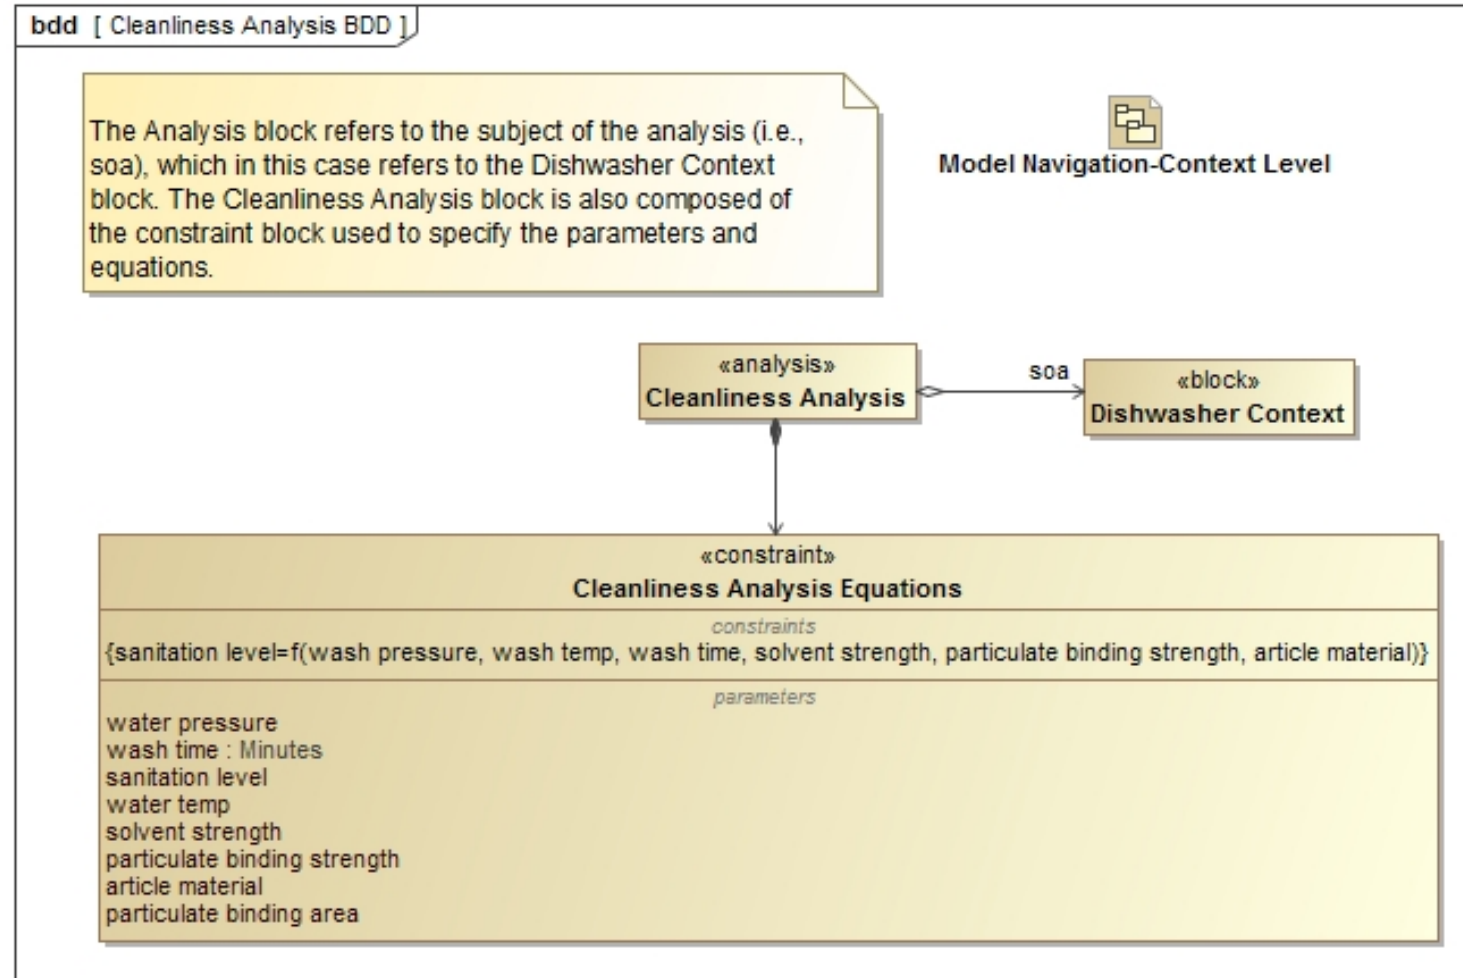 bdd [ Cleanliness Analysis BDD ]
The Analysis block refers to the subject of the analysis (i.e.,
soa), which in this case refers to the Dishwasher Context
block. The Cleanliness Analysis block is also composed of
the constraint block used to specify the parameters and
equations.
Model Navigation-Context Level
«analysis»
Cleanliness Analysis
soa
«block»
Dishwasher Context
«constraint»
Cleanliness Analysis Equations
constraints
{sanitation level=f(wash pressure, wash temp, wash time, solvent strength, particulate binding strength, article material)}
parameters
water pressure
wash time : Minutes
sanitation level
water temp
solvent strength
particulate binding strength
article material
particulate binding area